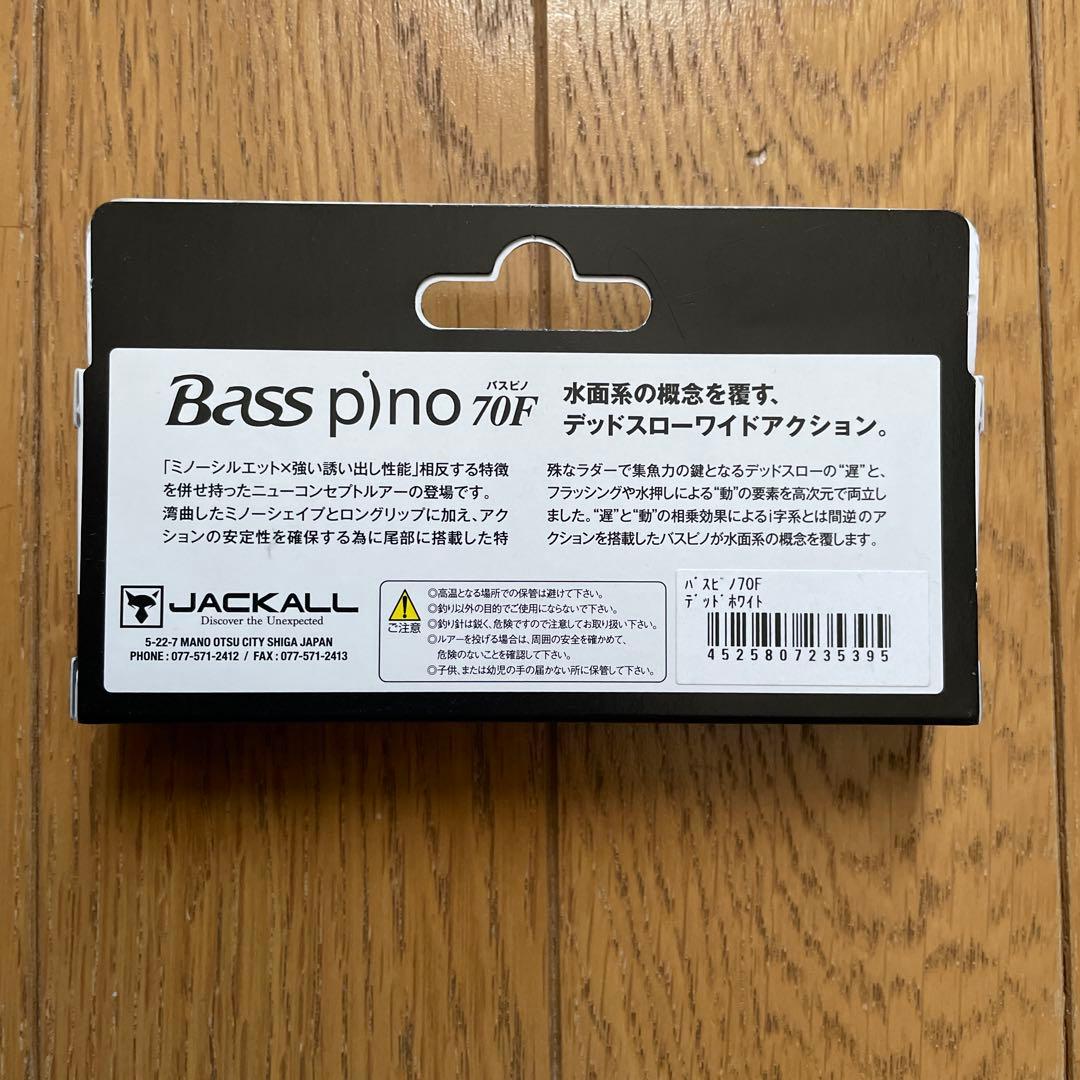 Bass pino 70F
バスピノ
水面系の概念を覆す、
デッドスローワイドアクション。
「ミノーシルエット×強い誘い出し性能」相反する特徴
を併せ持ったニューコンセプトルアーの登場です。
湾曲したミノーシェイプとロングリップに加え、アク
ションの安定性を確保する為に尾部に搭載した特
殊なラダーで集魚力の鍵となるデッドスローの“遅”と、
フラッシングや水押しによる“動”の要素を高次元で両立し
ました。“遅”と“動”の相乗効果によるi字系とは間逆のア
クションを搭載したバスピノが水面系の概念を覆します。
JACKALL
Discover the Unexpected
5-22-7 MANO OTSU CITY SHIGA JAPAN
PHONE : 077-571-2412 / FAX : 077-571-2413
ご注意
◎高温となる場所での保管は避けて下さい。
◎釣り以外の目的でご使用にならないで下さい。
◎釣り針は鋭く、危険ですので注意してお取り扱い下さい。
◎ルアーを投げる場合は、周囲の安全を確かめて、
危険のないことを確認して下さい。
◎子供、または幼児の手の届かない所に保管して下さい。
ﾊﾞｽﾋﾟﾉ70F
ﾃﾞｯﾄﾞﾎﾜｲﾄ
4525807235395